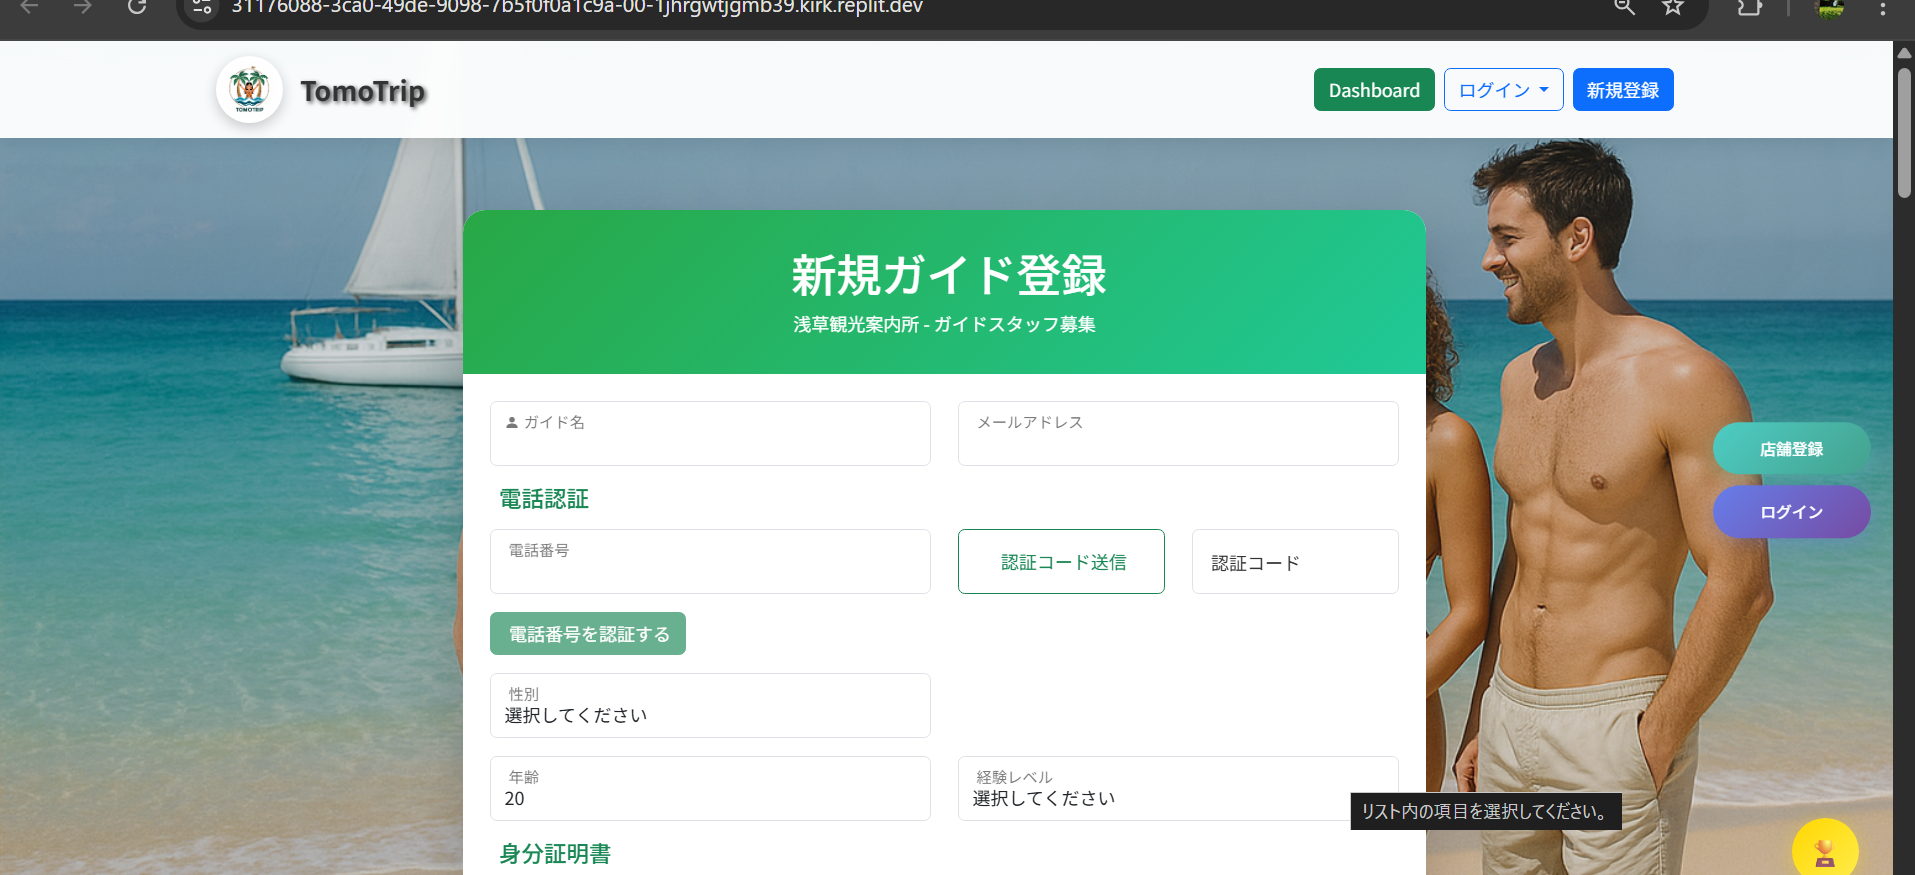 31176088-3ca0-49de-9098-7b5f0f0a1c9a-00-1jhrgwtjgmb39.kirk.replit.dev
TOMOTRIP
TomoTrip
Dashboard
ログイン
新規登録
新規ガイド登録
浅草観光案内所 - ガイドスタッフ募集
ガイド名
メールアドレス
電話認証
電話番号
認証コード送信
認証コード
電話番号を認証する
性別
選択してください
年齢
20
経験レベル
選択してください
リスト内の項目を選択してください。
身分証明書
店舗登録
ログイン